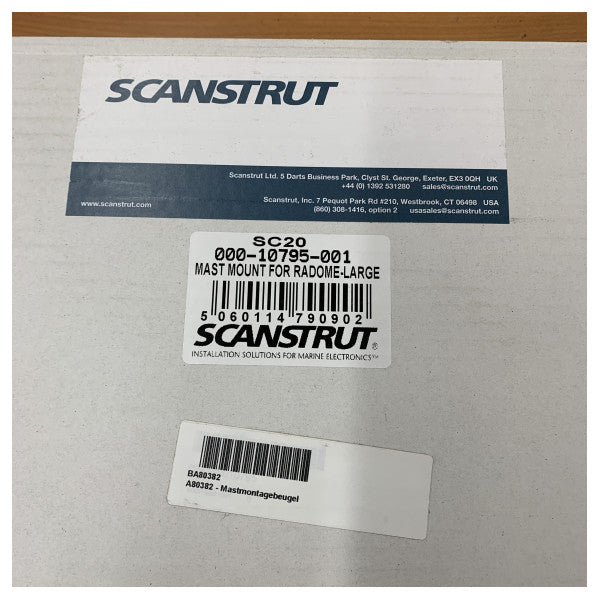 SCANSTRUT
Scanstrut Ltd. 5 Darts Business Park, Clyst St. George, Exeter, EX3 0QH UK
+44 (0) 1392 531280 sales@scanstrut.com
Scanstrut, Inc. 7 Pequot Park Rd #210, Westbrook, CT 06498 USA
www.scanstrut.com (860) 308-1416, option 2 usasales@scanstrut.com
SC20
000-10795-001
MAST MOUNT FOR RADOME-LARGE
5 060114 790902
SCANSTRUT®
INSTALLATION SOLUTIONS FOR MARINE ELECTRONICS™
BA80382
A80382 - Mastmontagebeugel